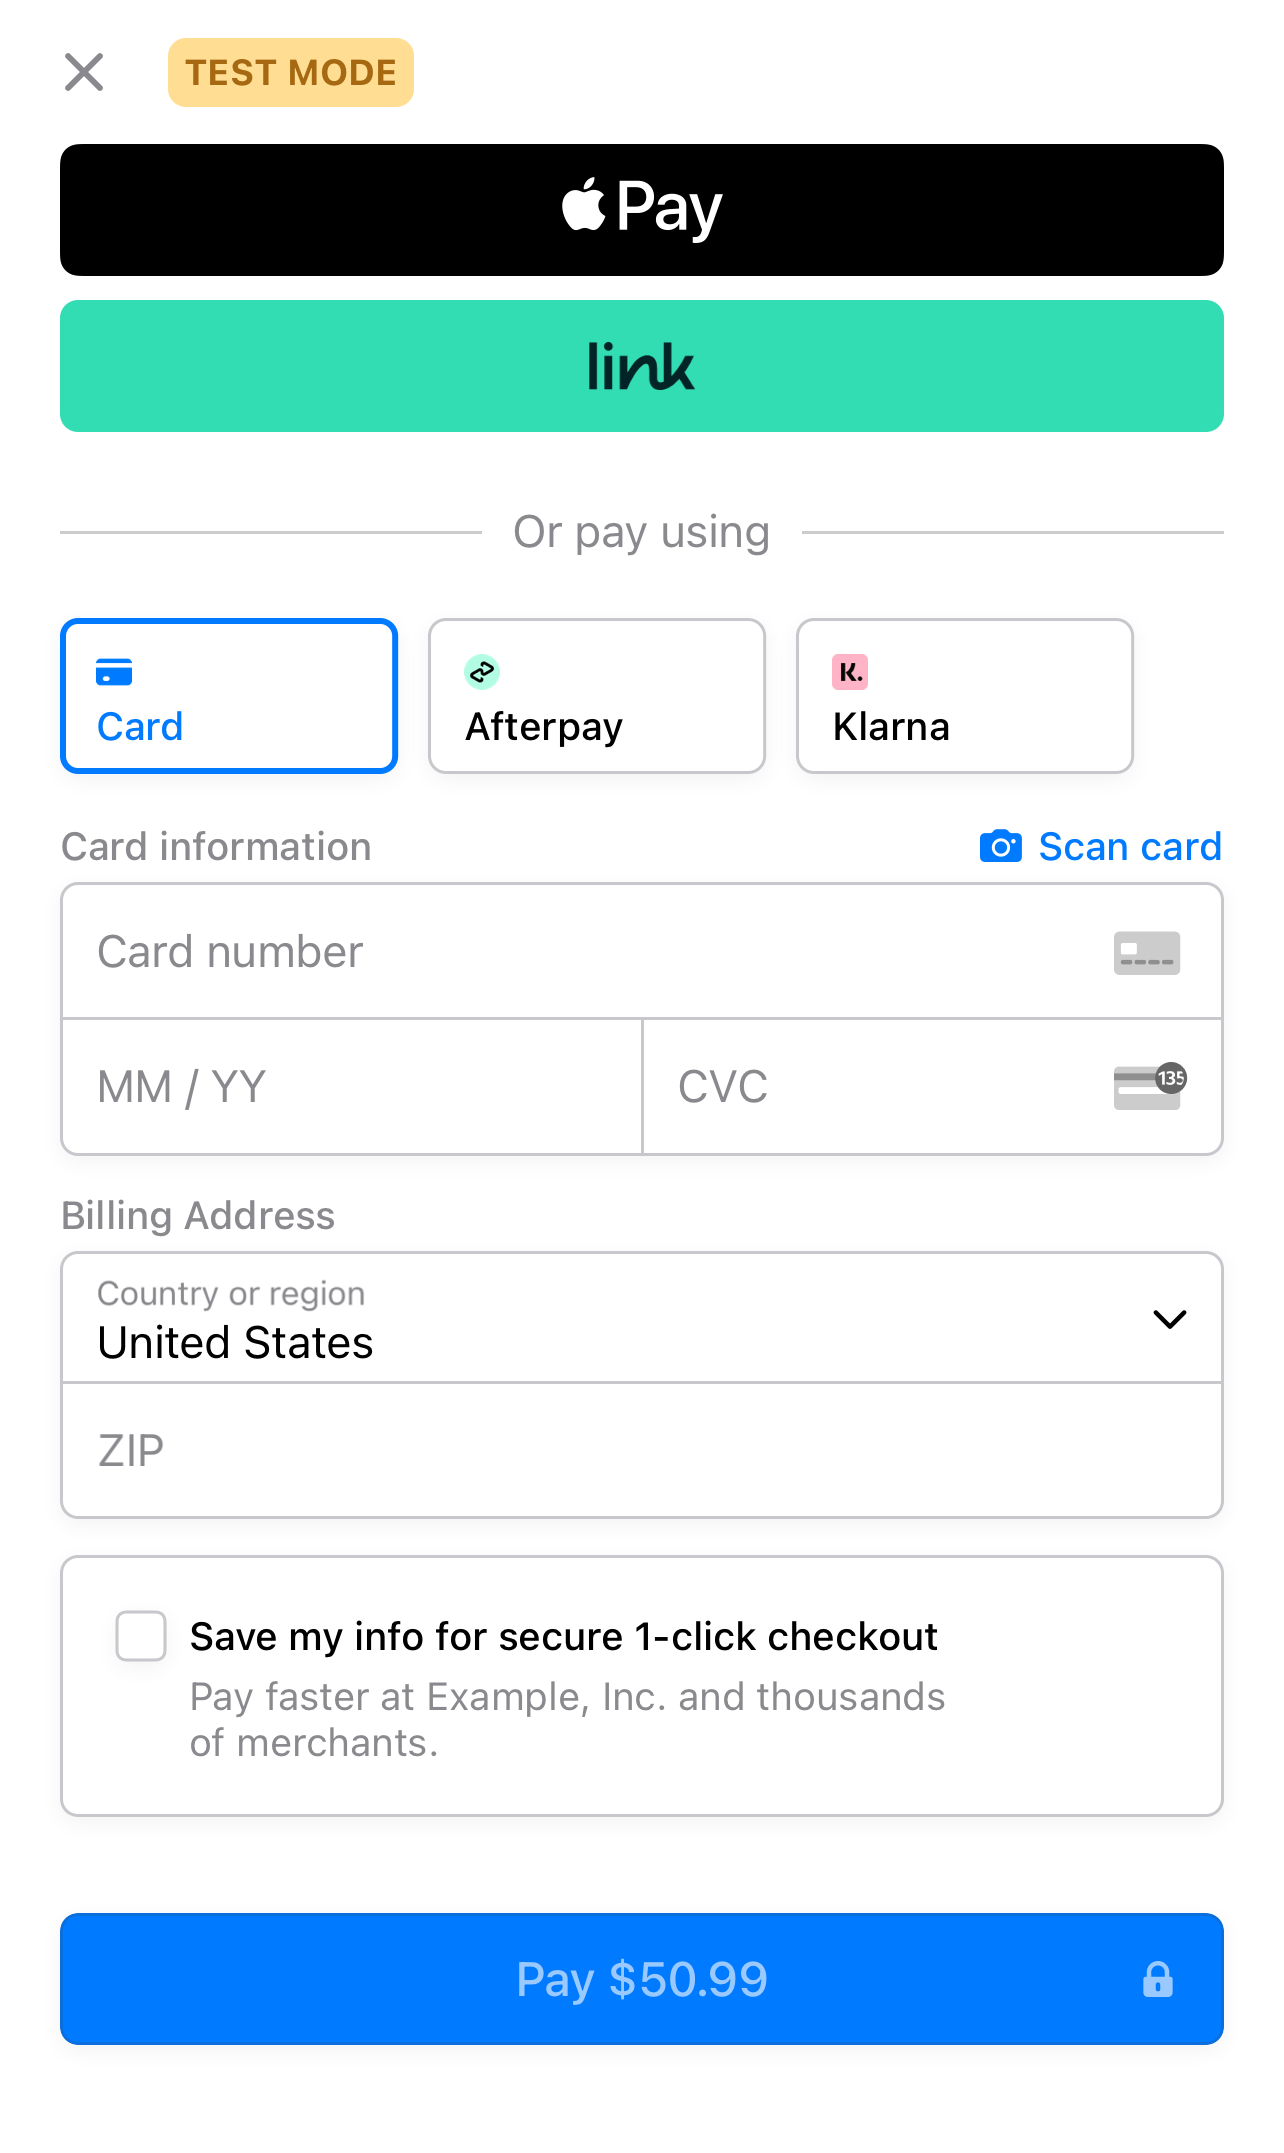 TEST MODE
Pay
link
Or pay using
Card
Afterpay
K.
Klarna
Card information
Scan card
Card number
MM / YY
CVC
135
Billing Address
Country or region
United States
ZIP
Save my info for secure 1-click checkout
Pay faster at Example, Inc. and thousands
of merchants.
Pay $50.99